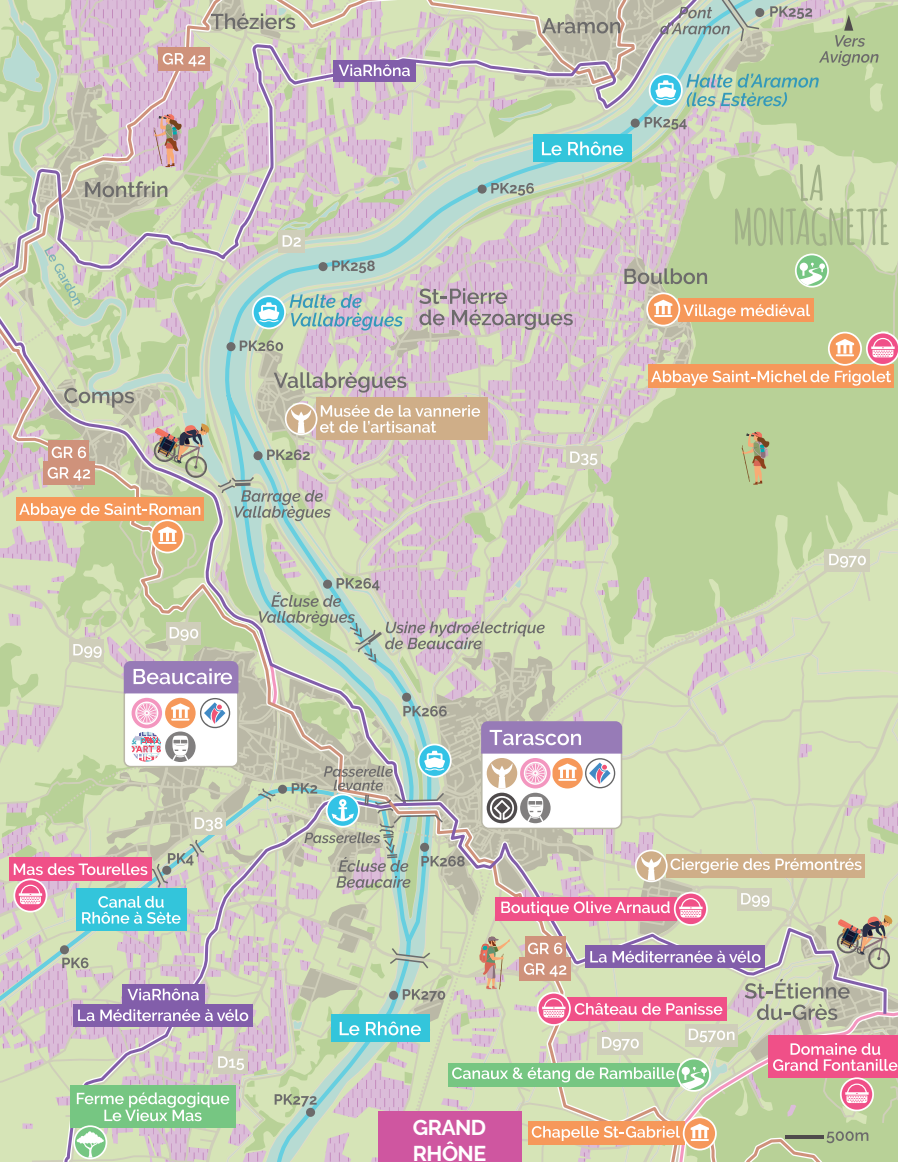 Théziers
Aramon
Pont
d'Aramon
PK252
Vers
Avignon
GR 42
ViaRhôna
Halte d'Aramon
(les Estères)
PK254
Le Rhône
Montfrin
PK256
LA
MONTAGNETTE
D2
Le Gardon
PK258
Boulbon
St-Pierre
de Mézoargues
Halte de
Vallabrègues
Village médiéval
PK260
Abbaye Saint-Michel de Frigolet
Vallabrègues
Comps
Musée de la vannerie
et de l'artisanat
GR 6
GR 42
PK262
D35
Barrage de
Vallabrègues
Abbaye de Saint-Roman
D970
PK264
Écluse de
Vallabrègues
Usine hydroélectrique
de Beaucaire
D90
D99
Beaucaire
PK266
Tarascon
VILLE
D'ART &
HIST
Passerelle
levante
PK2
D38
Passerelles
PK4
Écluse de
Beaucaire
PK268
Mas des Tourelles
Ciergerie des Prémontrés
Canal du
Rhône à Sète
D99
Boutique Olive Arnaud
PK6
GR 6
GR 42
La Méditerranée à vélo
ViaRhôna
La Méditerranée à vélo
PK270
St-Étienne
du-Grès
Château de Panisse
Le Rhône
D970
D570n
D15
Domaine du
Grand Fontanille
Canaux & étang de Rambaille
Ferme pédagogique
Le Vieux Mas
PK272
GRAND
RHÔNE
Chapelle St-Gabriel
500m